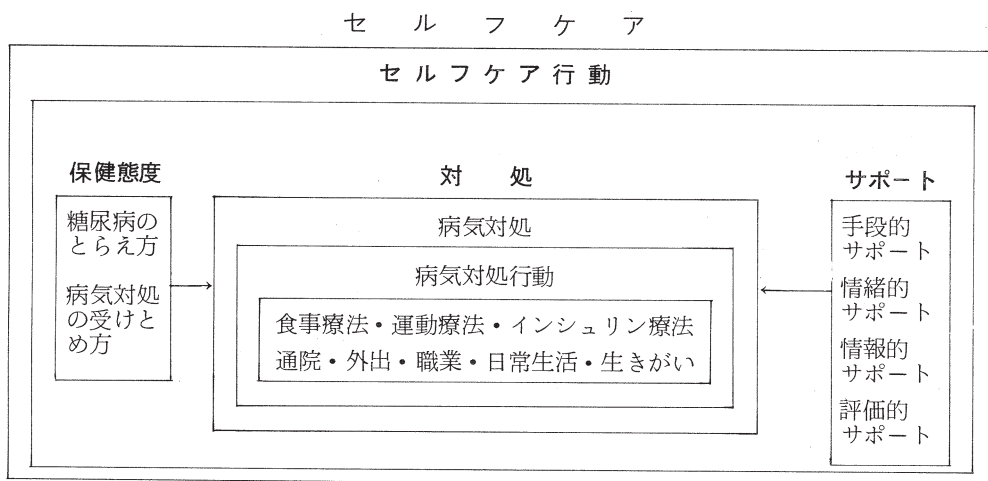 セルフケア
セルフケア行動
保健態度
糖尿病の
とらえ方
病気対処
の受けと
め方
対処
病気対処
病気対処行動
食事療法・運動療法・インシュリン療法
通院・外出・職業・日常生活・生きがい
サポート
手段的
サポート
情緒的
サポート
情報的
サポート
評価的
サポート